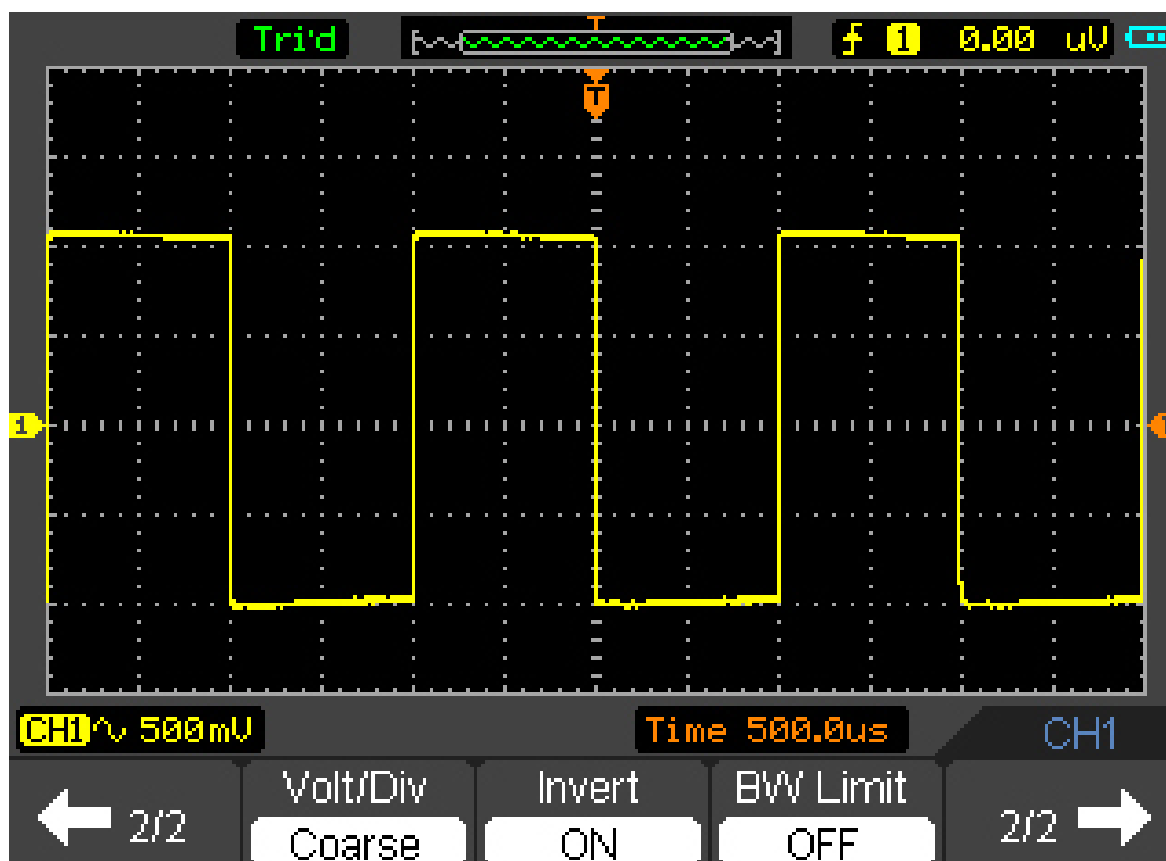 Tri'd T 1 0.00 uV
T
1
CH1 500mV Time 500.0us CH1
2/2 Volt/Div Invert BW Limit 2/2
Coarse ON OFF